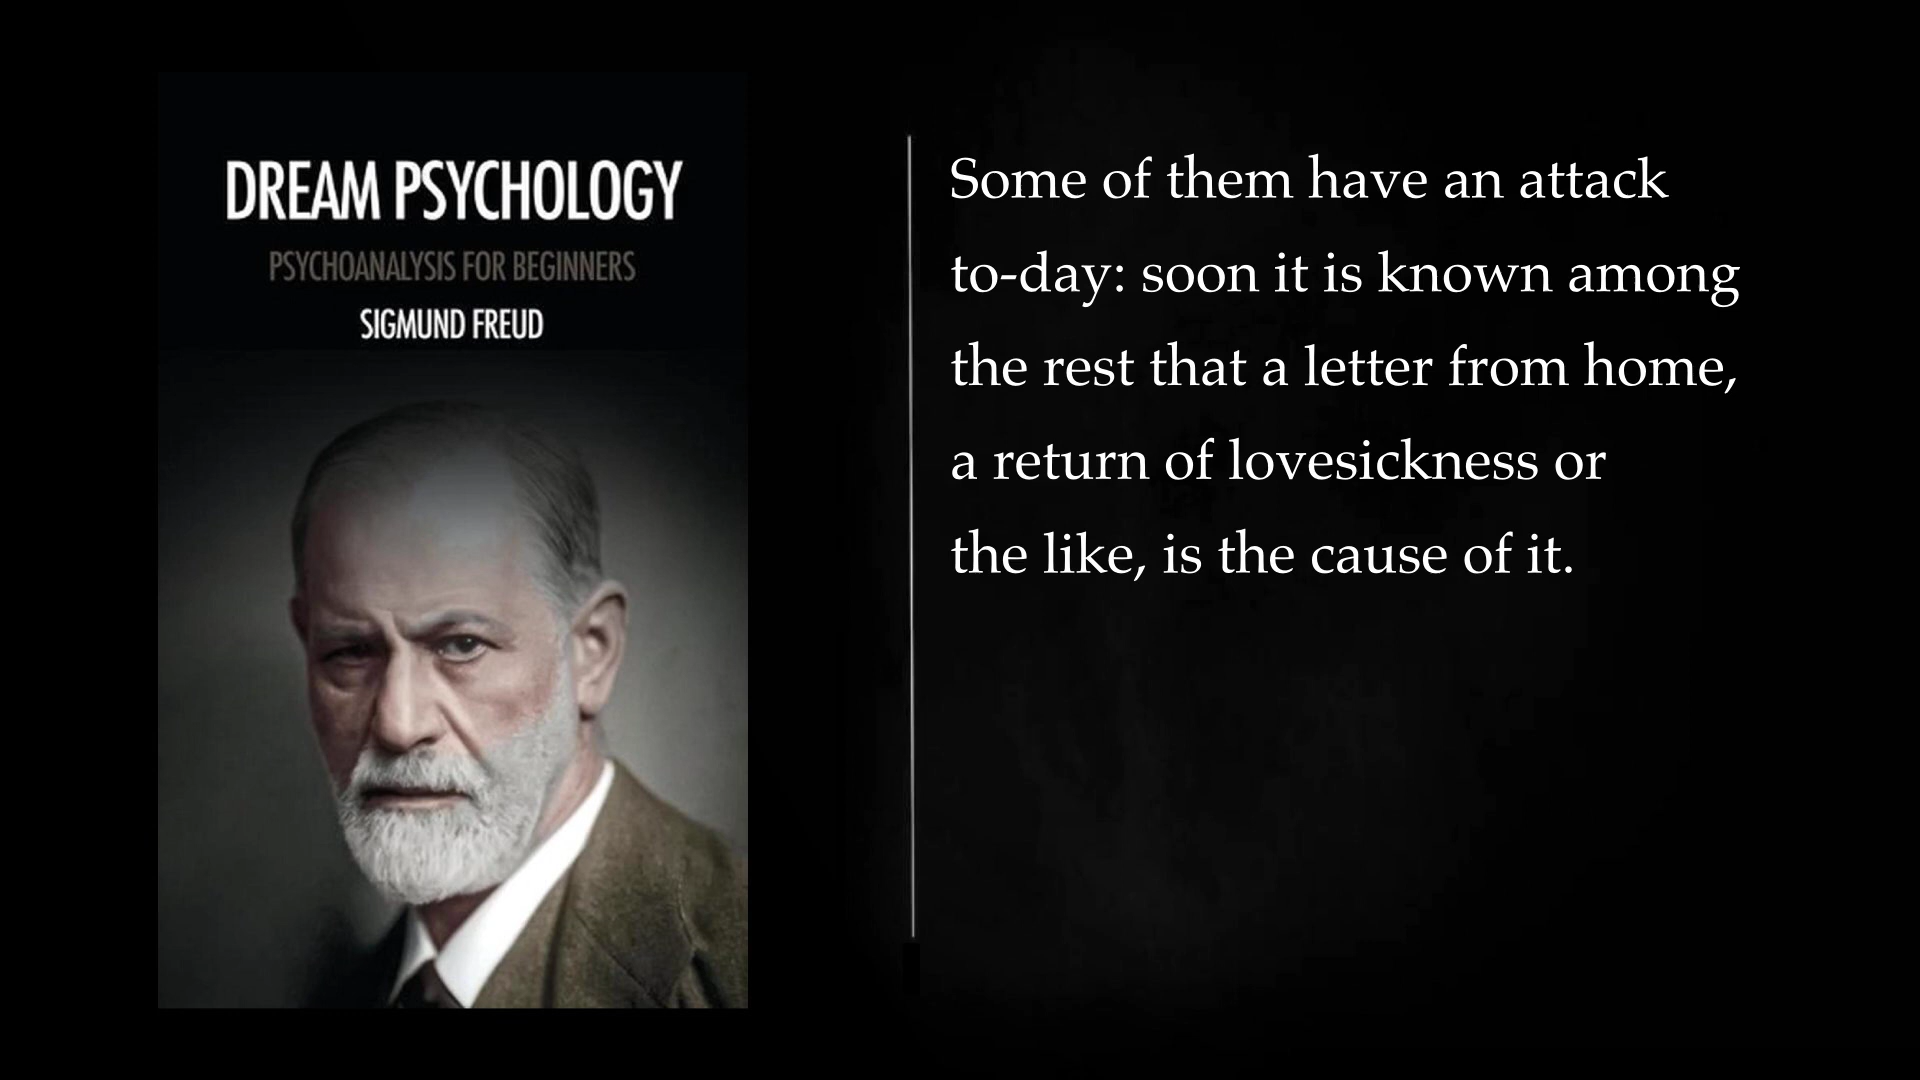 DREAM PSYCHOLOGY
PSYCHOANALYSIS FOR BEGINNERS
SIGMUND FREUD
Some of them have an attack
to-day: soon it is known among
the rest that a letter from home,
a return of lovesickness or
the like, is the cause of it.